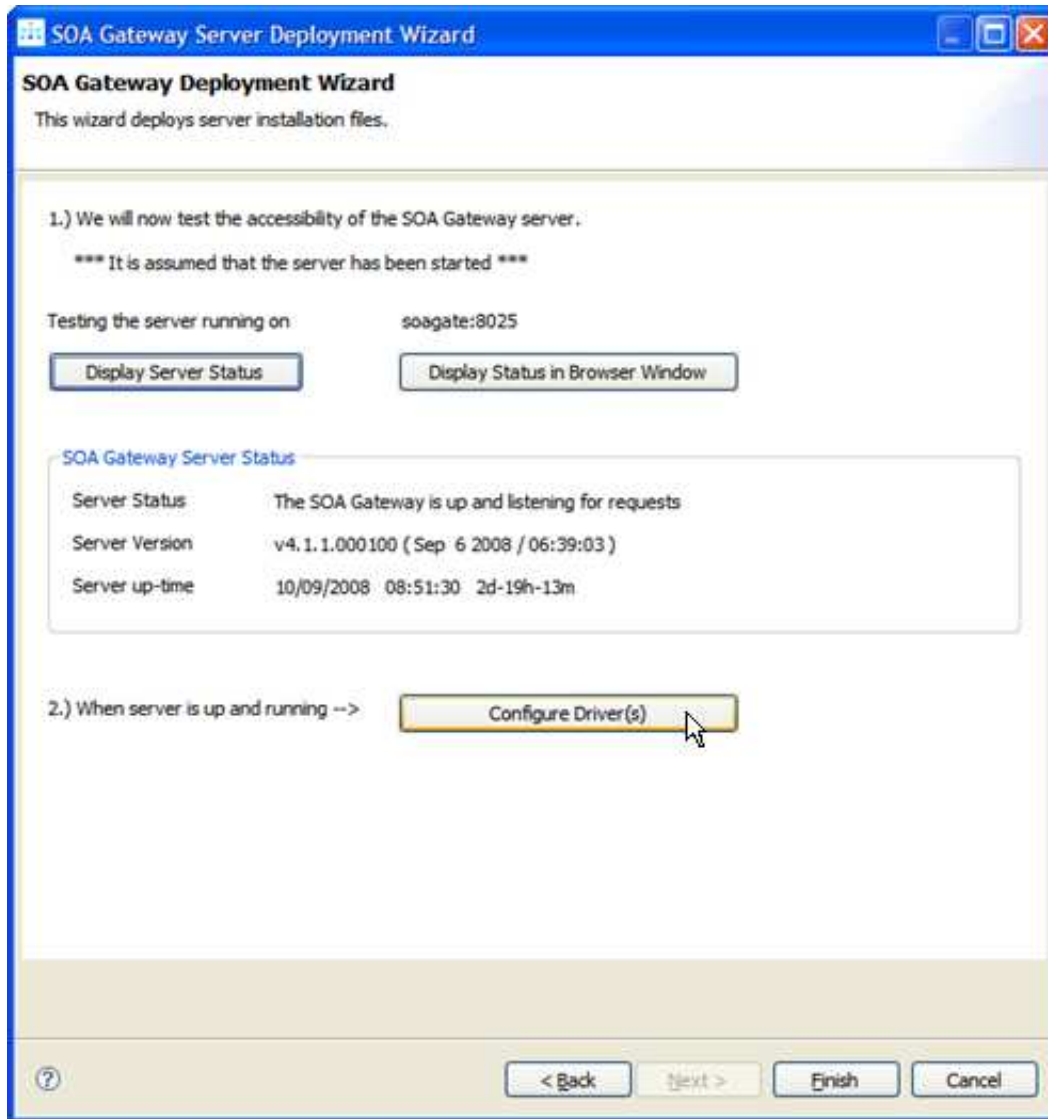 SOA Gateway Server Deployment Wizard
SOA Gateway Deployment Wizard
This wizard deploys server installation files.
1.) We will now test the accessibility of the SOA Gateway server.
*** It is assumed that the server has been started ***
Testing the server running on soagate:8025
Display Server Status Display Status in Browser Window
SOA Gateway Server Status
Server Status The SOA Gateway is up and listening for requests
Server Version v4.1.1.000100 ( Sep 6 2008 / 06:39:03 )
Server up-time 10/09/2008 08:51:30 2d-19h-13m
2.) When server is up and running --> Configure Driver(s)
? < Back Next > Finish Cancel